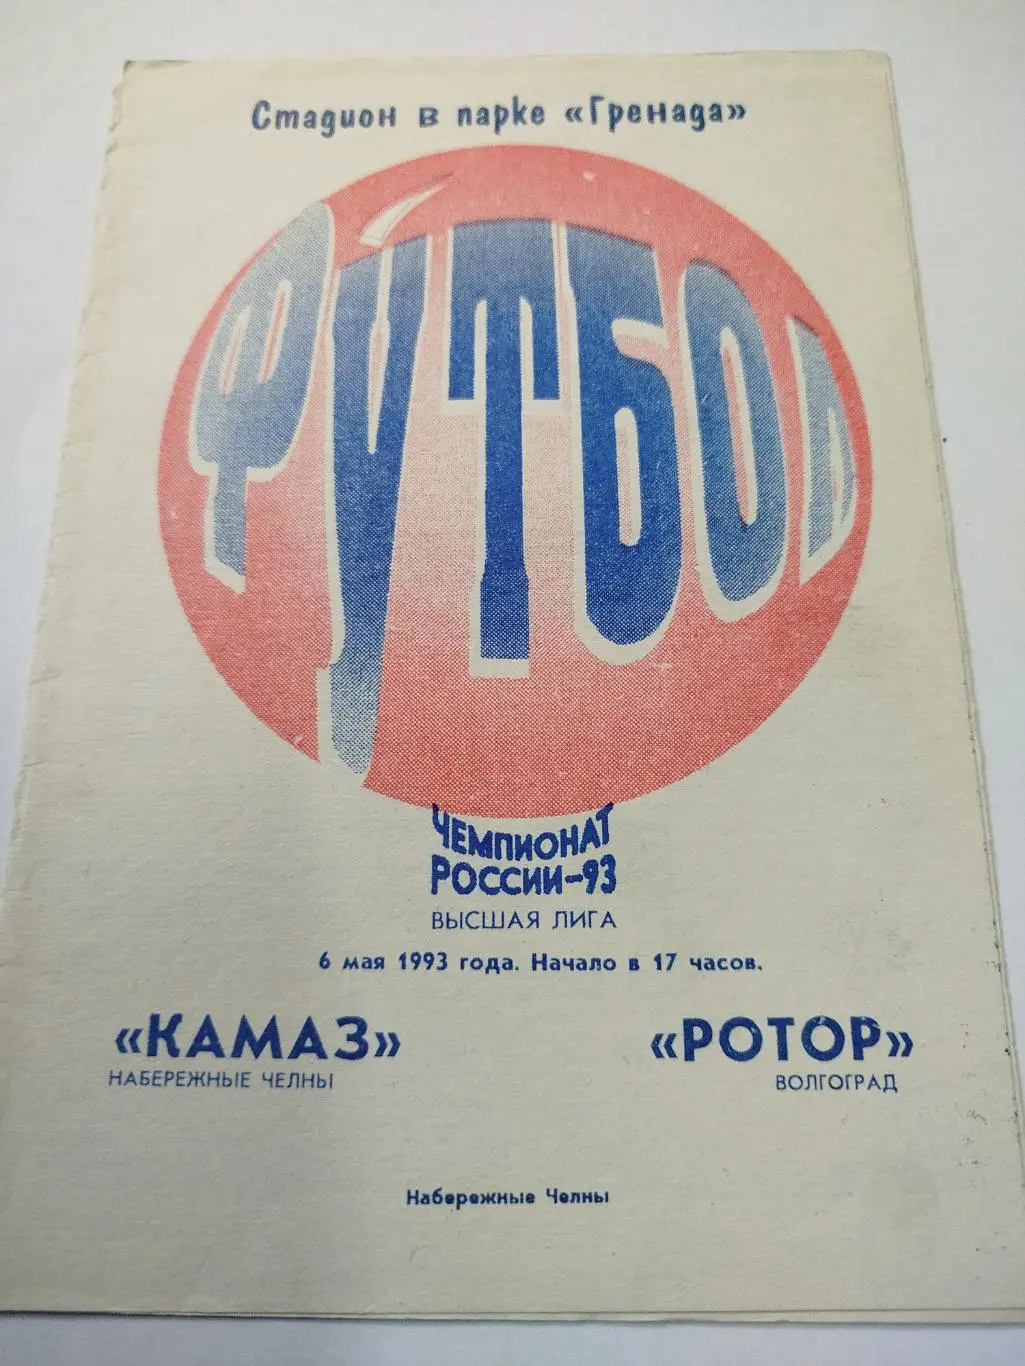 Стадион в парке «Гренада»
ФУТБОЛ
ЧЕМПИОНАТ
РОССИИ-93
ВЫСШАЯ ЛИГА
6 мая 1993 года. Начало в 17 часов.
«КАМАЗ» «РОТОР»
НАБЕРЕЖНЫЕ ЧЕЛНЫ ВОЛГОГРАД
Набережные Челны